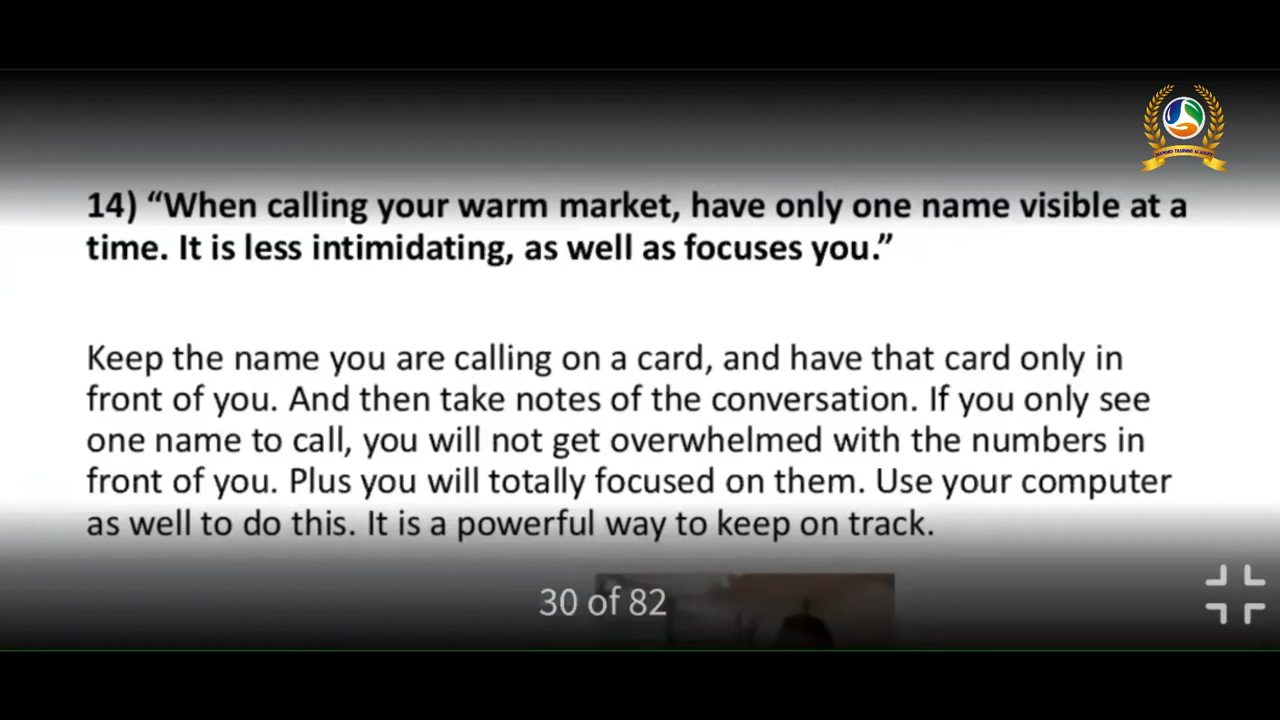 14) “When calling your warm market, have only one name visible at a
time. It is less intimidating, as well as focuses you.”
Keep the name you are calling on a card, and have that card only in
front of you. And then take notes of the conversation. If you only see
one name to call, you will not get overwhelmed with the numbers in
front of you. Plus you will totally focused on them. Use your computer
as well to do this. It is a powerful way to keep on track.
30 of 82